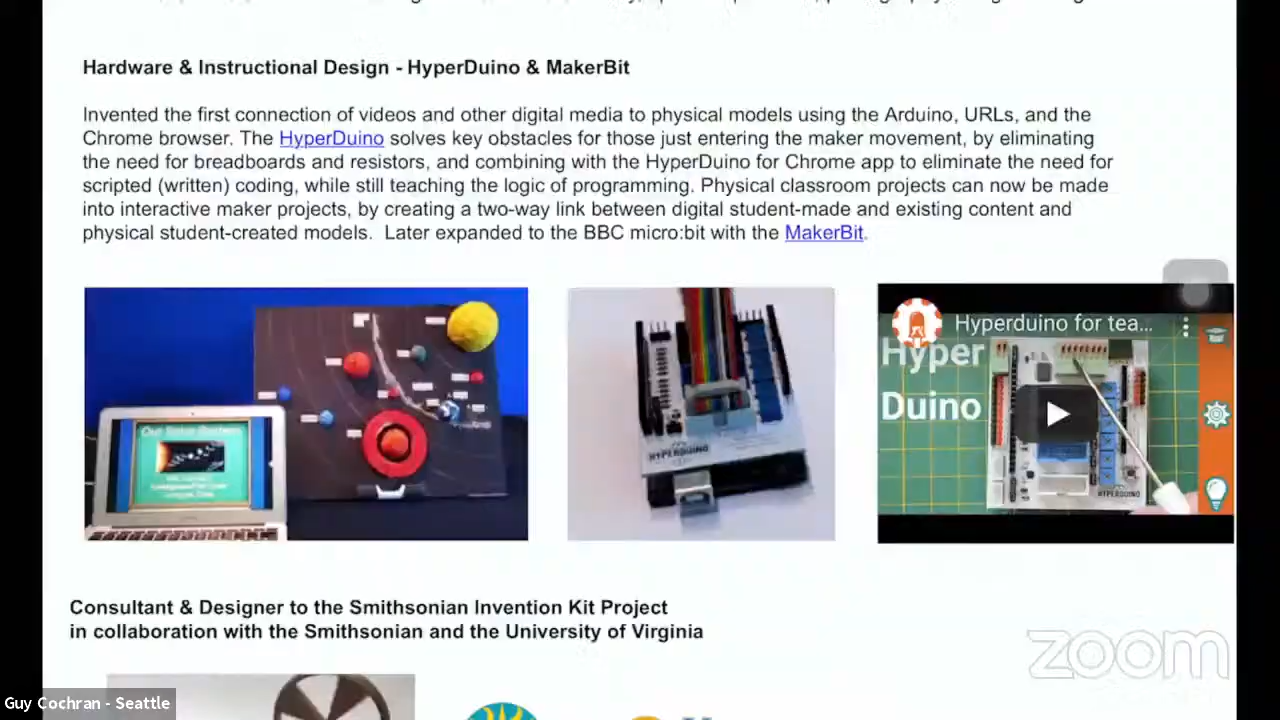 Hardware & Instructional Design - HyperDuino & MakerBit
Invented the first connection of videos and other digital media to physical models using the Arduino, URLs, and the
Chrome browser. The HyperDuino solves key obstacles for those just entering the maker movement, by eliminating
the need for breadboards and resistors, and combining with the HyperDuino for Chrome app to eliminate the need for
scripted (written) coding, while still teaching the logic of programming. Physical classroom projects can now be made
into interactive maker projects, by creating a two-way link between digital student-made and existing content and
physical student-created models.  Later expanded to the BBC micro:bit with the MakerBit.
Our Solar System
HYPERDUINO
Hyperduino for tea...
Hyper
Duino
HYPERDUINO
Consultant & Designer to the Smithsonian Invention Kit Project
in collaboration with the Smithsonian and the University of Virginia
zoom
Guy Cochran - Seattle